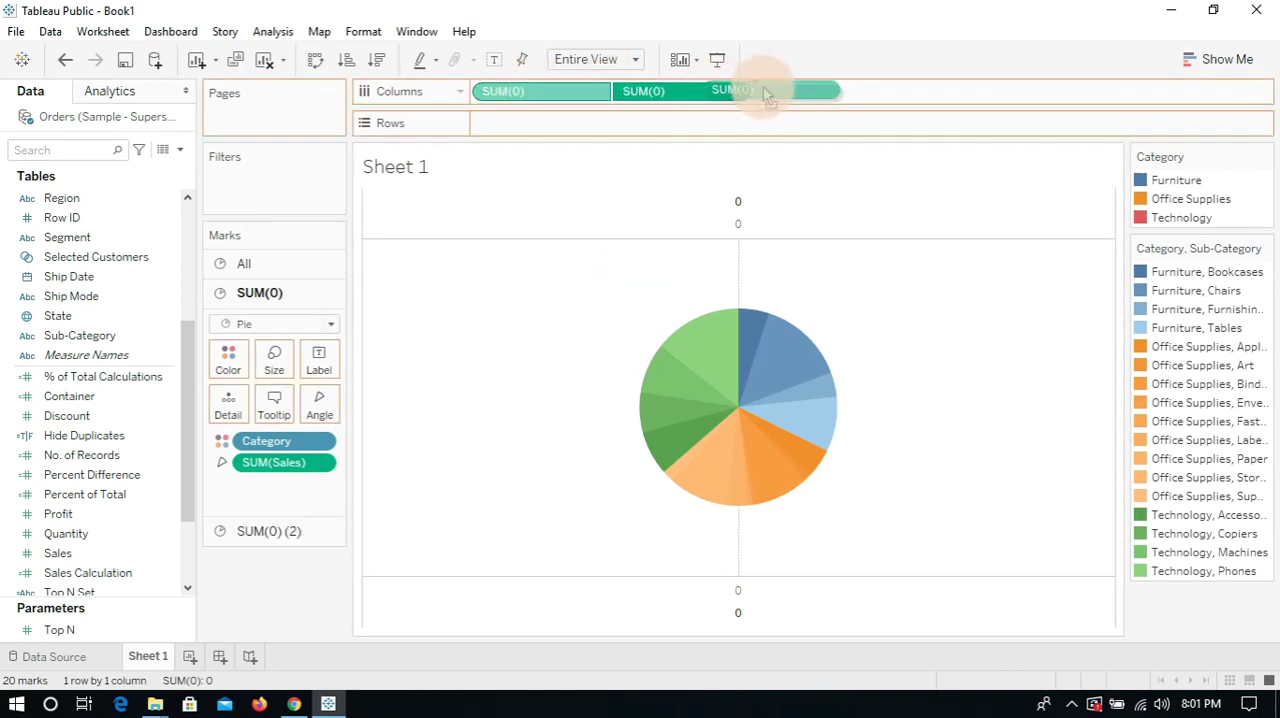 Tableau Public - Book1
File Data Worksheet Dashboard Story Analysis Map Format Window Help
Entire View
Show Me
Data Analytics
Orders (Sample - Supers...
Search
Tables
Abc Region
Row ID
Abc Segment
Selected Customers
Ship Date
Abc Ship Mode
State
Abc Sub-Category
Abc Measure Names
% of Total Calculations
Container
Discount
Hide Duplicates
No. of Records
Percent Difference
Percent of Total
Profit
Quantity
Sales
Sales Calculation
Abc Top N Set
Parameters
Top N
Pages
Filters
Marks
All
SUM(0)
Pie
Color Size Label
Detail Tooltip Angle
Category
SUM(Sales)
SUM(0) (2)
Columns SUM(0) SUM(0) SUM(0)
Rows
Sheet 1
0
0
0
0
Category
Furniture
Office Supplies
Technology
Category, Sub-Category
Furniture, Bookcases
Furniture, Chairs
Furniture, Furnishin..
Furniture, Tables
Office Supplies, Appl..
Office Supplies, Art
Office Supplies, Bind..
Office Supplies, Enve..
Office Supplies, Fast..
Office Supplies, Labe..
Office Supplies, Paper
Office Supplies, Stor..
Office Supplies, Sup..
Technology, Accesso..
Technology, Copiers
Technology, Machines
Technology, Phones
Data Source Sheet 1
20 marks 1 row by 1 column SUM(0): 0
8:01 PM